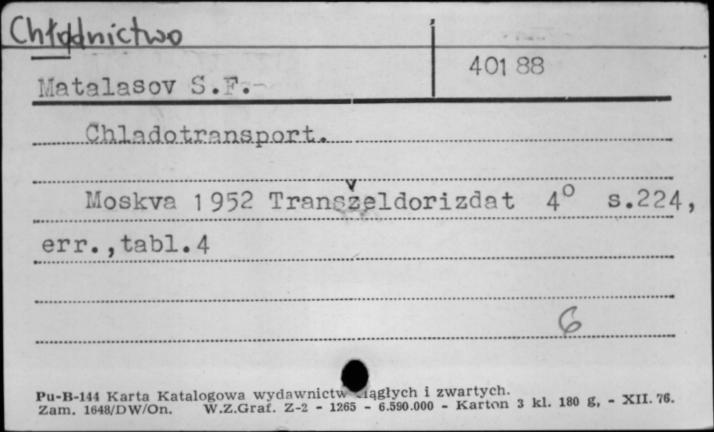 Chłodnictwo
401 88
Matalasov S.F.
Chladotransport.
Moskva 1952 Transželdorizdat 4° s.224,
err.,tabl.4
6
Pu-B-144 Karta Katalogowa wydawnictw ciągłych i zwartych.
Zam. 1648/DW/On. W.Z.Graf. Z-2 - 1265 - 6.590.000 - Karton 3 kl. 180 g, - XII. 76.